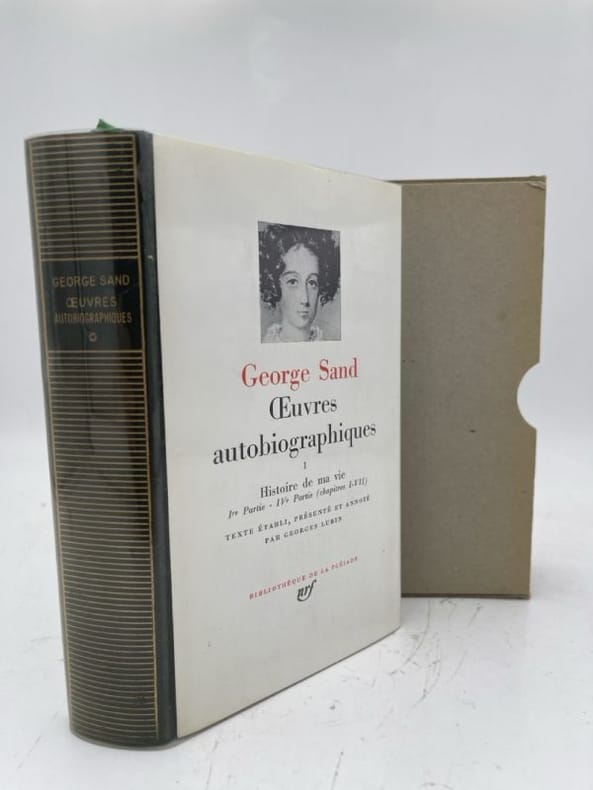 GEORGE SAND
ŒUVRES
AUTOBIOGRAPHIQUES
George Sand
Œuvres
autobiographiques
I
Histoire de ma vie
Ire Partie - IVe Partie (chapitres I-VII)
TEXTE ÉTABLI, PRÉSENTÉ ET ANNOTÉ
PAR GEORGES LUBIN
BIBLIOTHÈQUE DE LA PLÉIADE
nrf